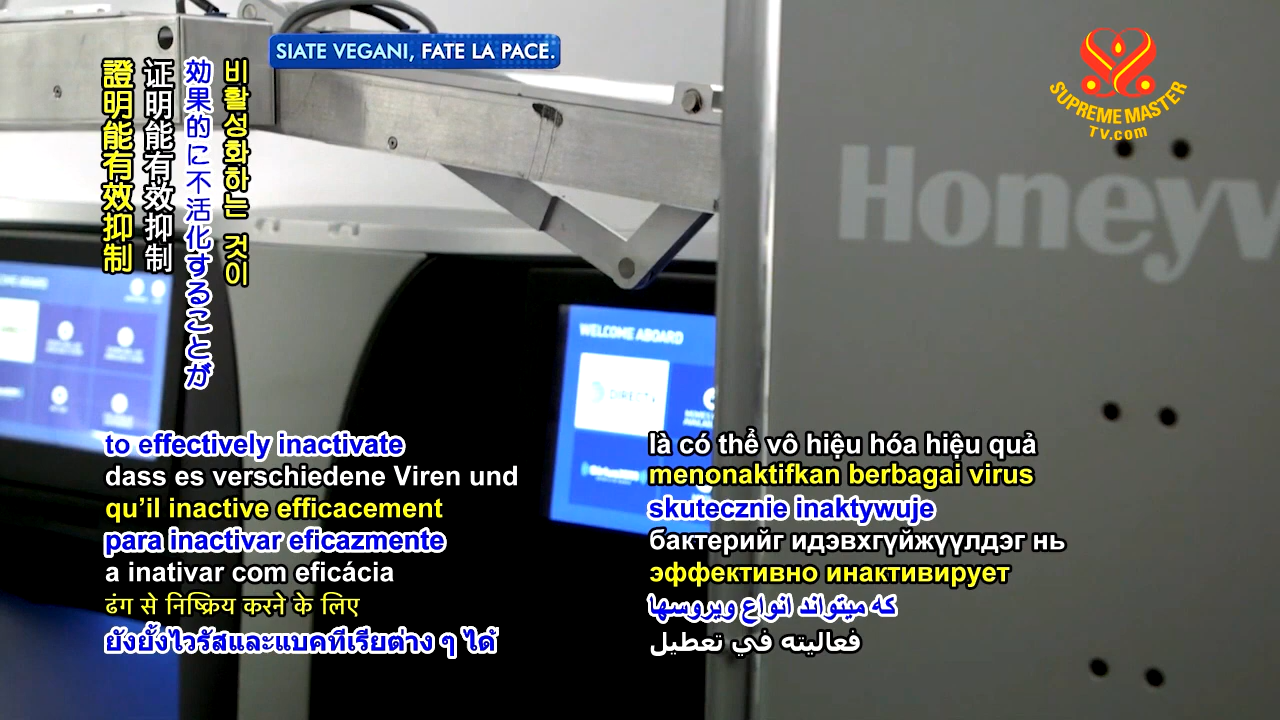 SIATE VEGANI, FATE LA PACE.
SUPREME MASTER
TV.com
Honeyw
證明能有效抑制
证明能有效抑制
効果的に不活化することが
비활성화하는 것이
WELCOME ABOARD
DIRECTV
to effectively inactivate
dass es verschiedene Viren und
qu’il inactive efficacement
para inactivar eficazmente
a inativar com eficácia
ढंग से निष्क्रिय करने के लिए
ยังยั้งไวรัสและแบคทีเรียต่าง ๆ ได้
là có thể vô hiệu hóa hiệu quả
menonaktifkan berbagai virus
skutecznie inaktywuje
бактерийг идэвхгүйжүүлдэг нь
эффективно инактивирует
که میتواند انواع ویروسها
فعاليته في تعطيل